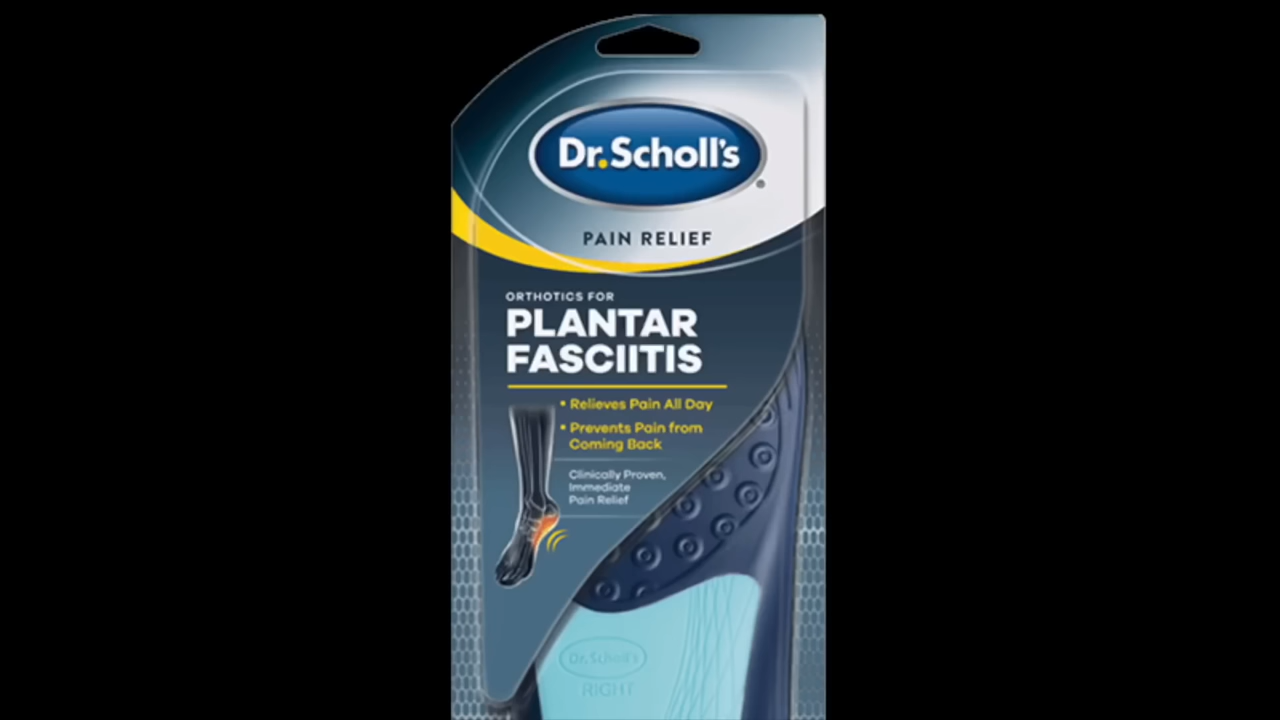 Dr.Scholl's
PAIN RELIEF
ORTHOTICS FOR
PLANTAR
FASCIITIS
• Relieves Pain All Day
• Prevents Pain from
Coming Back
Clinically Proven,
Immediate
Pain Relief
Dr.Scholl's
RIGHT